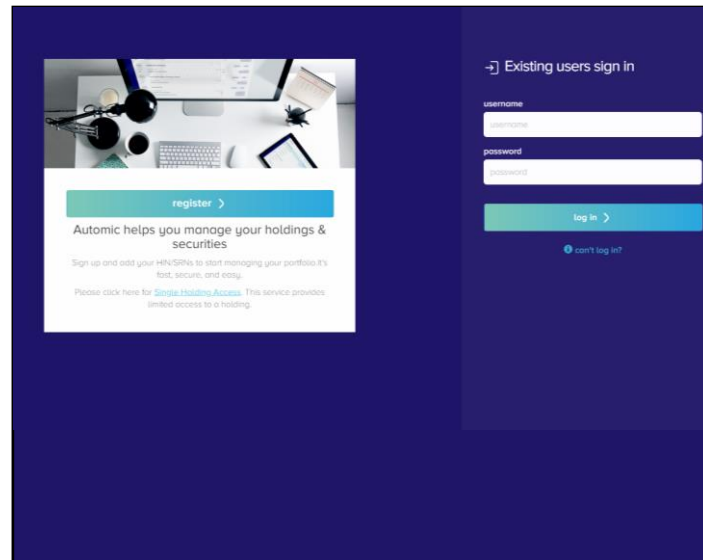 register
Automic helps you manage your holdings &
securities
Sign up and add your HIN/SRNs to start managing your portfolio.It's
fast, secure, and easy.
Please click here for Single Holding Access. This service provides
limited access to a holding.
Existing users sign in
username
username
password
password
log in
can't log in?